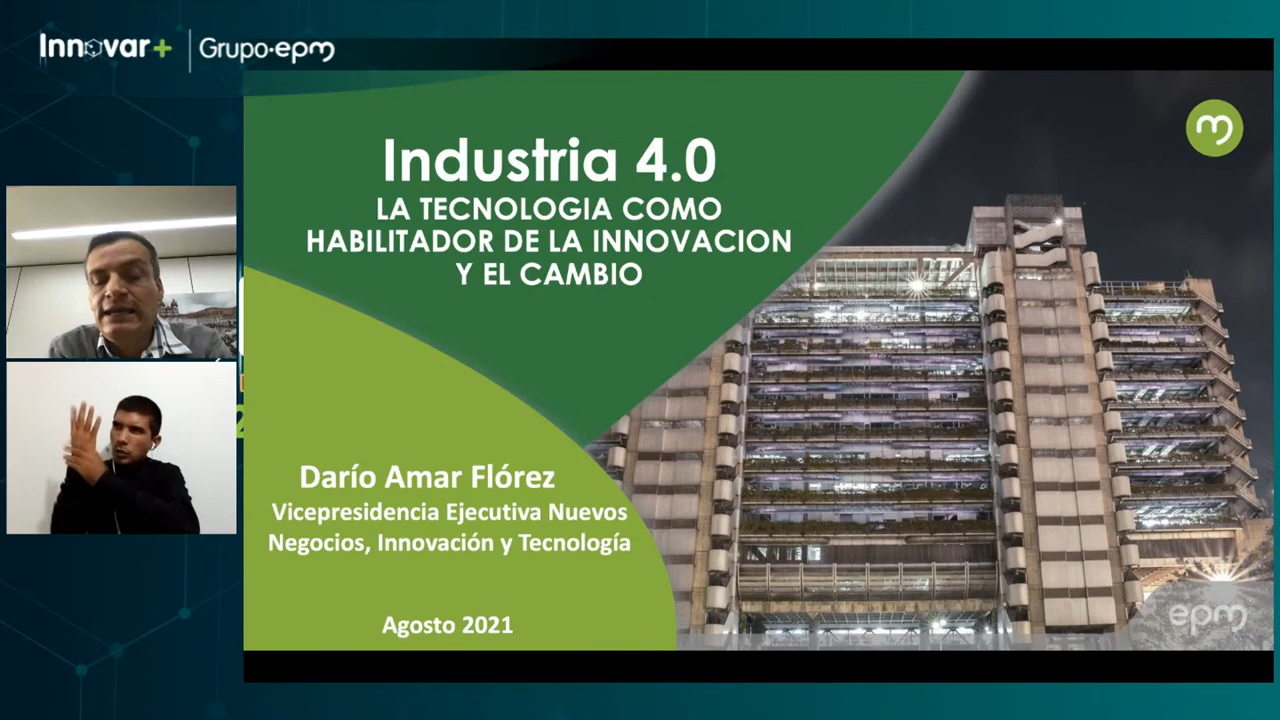 Innovar+ Grupo·epm
Industria 4.0
LA TECNOLOGIA COMO
HABILITADOR DE LA INNOVACION
Y EL CAMBIO
Darío Amar Flórez
Vicepresidencia Ejecutiva Nuevos
Negocios, Innovación y Tecnología
Agosto 2021
epm